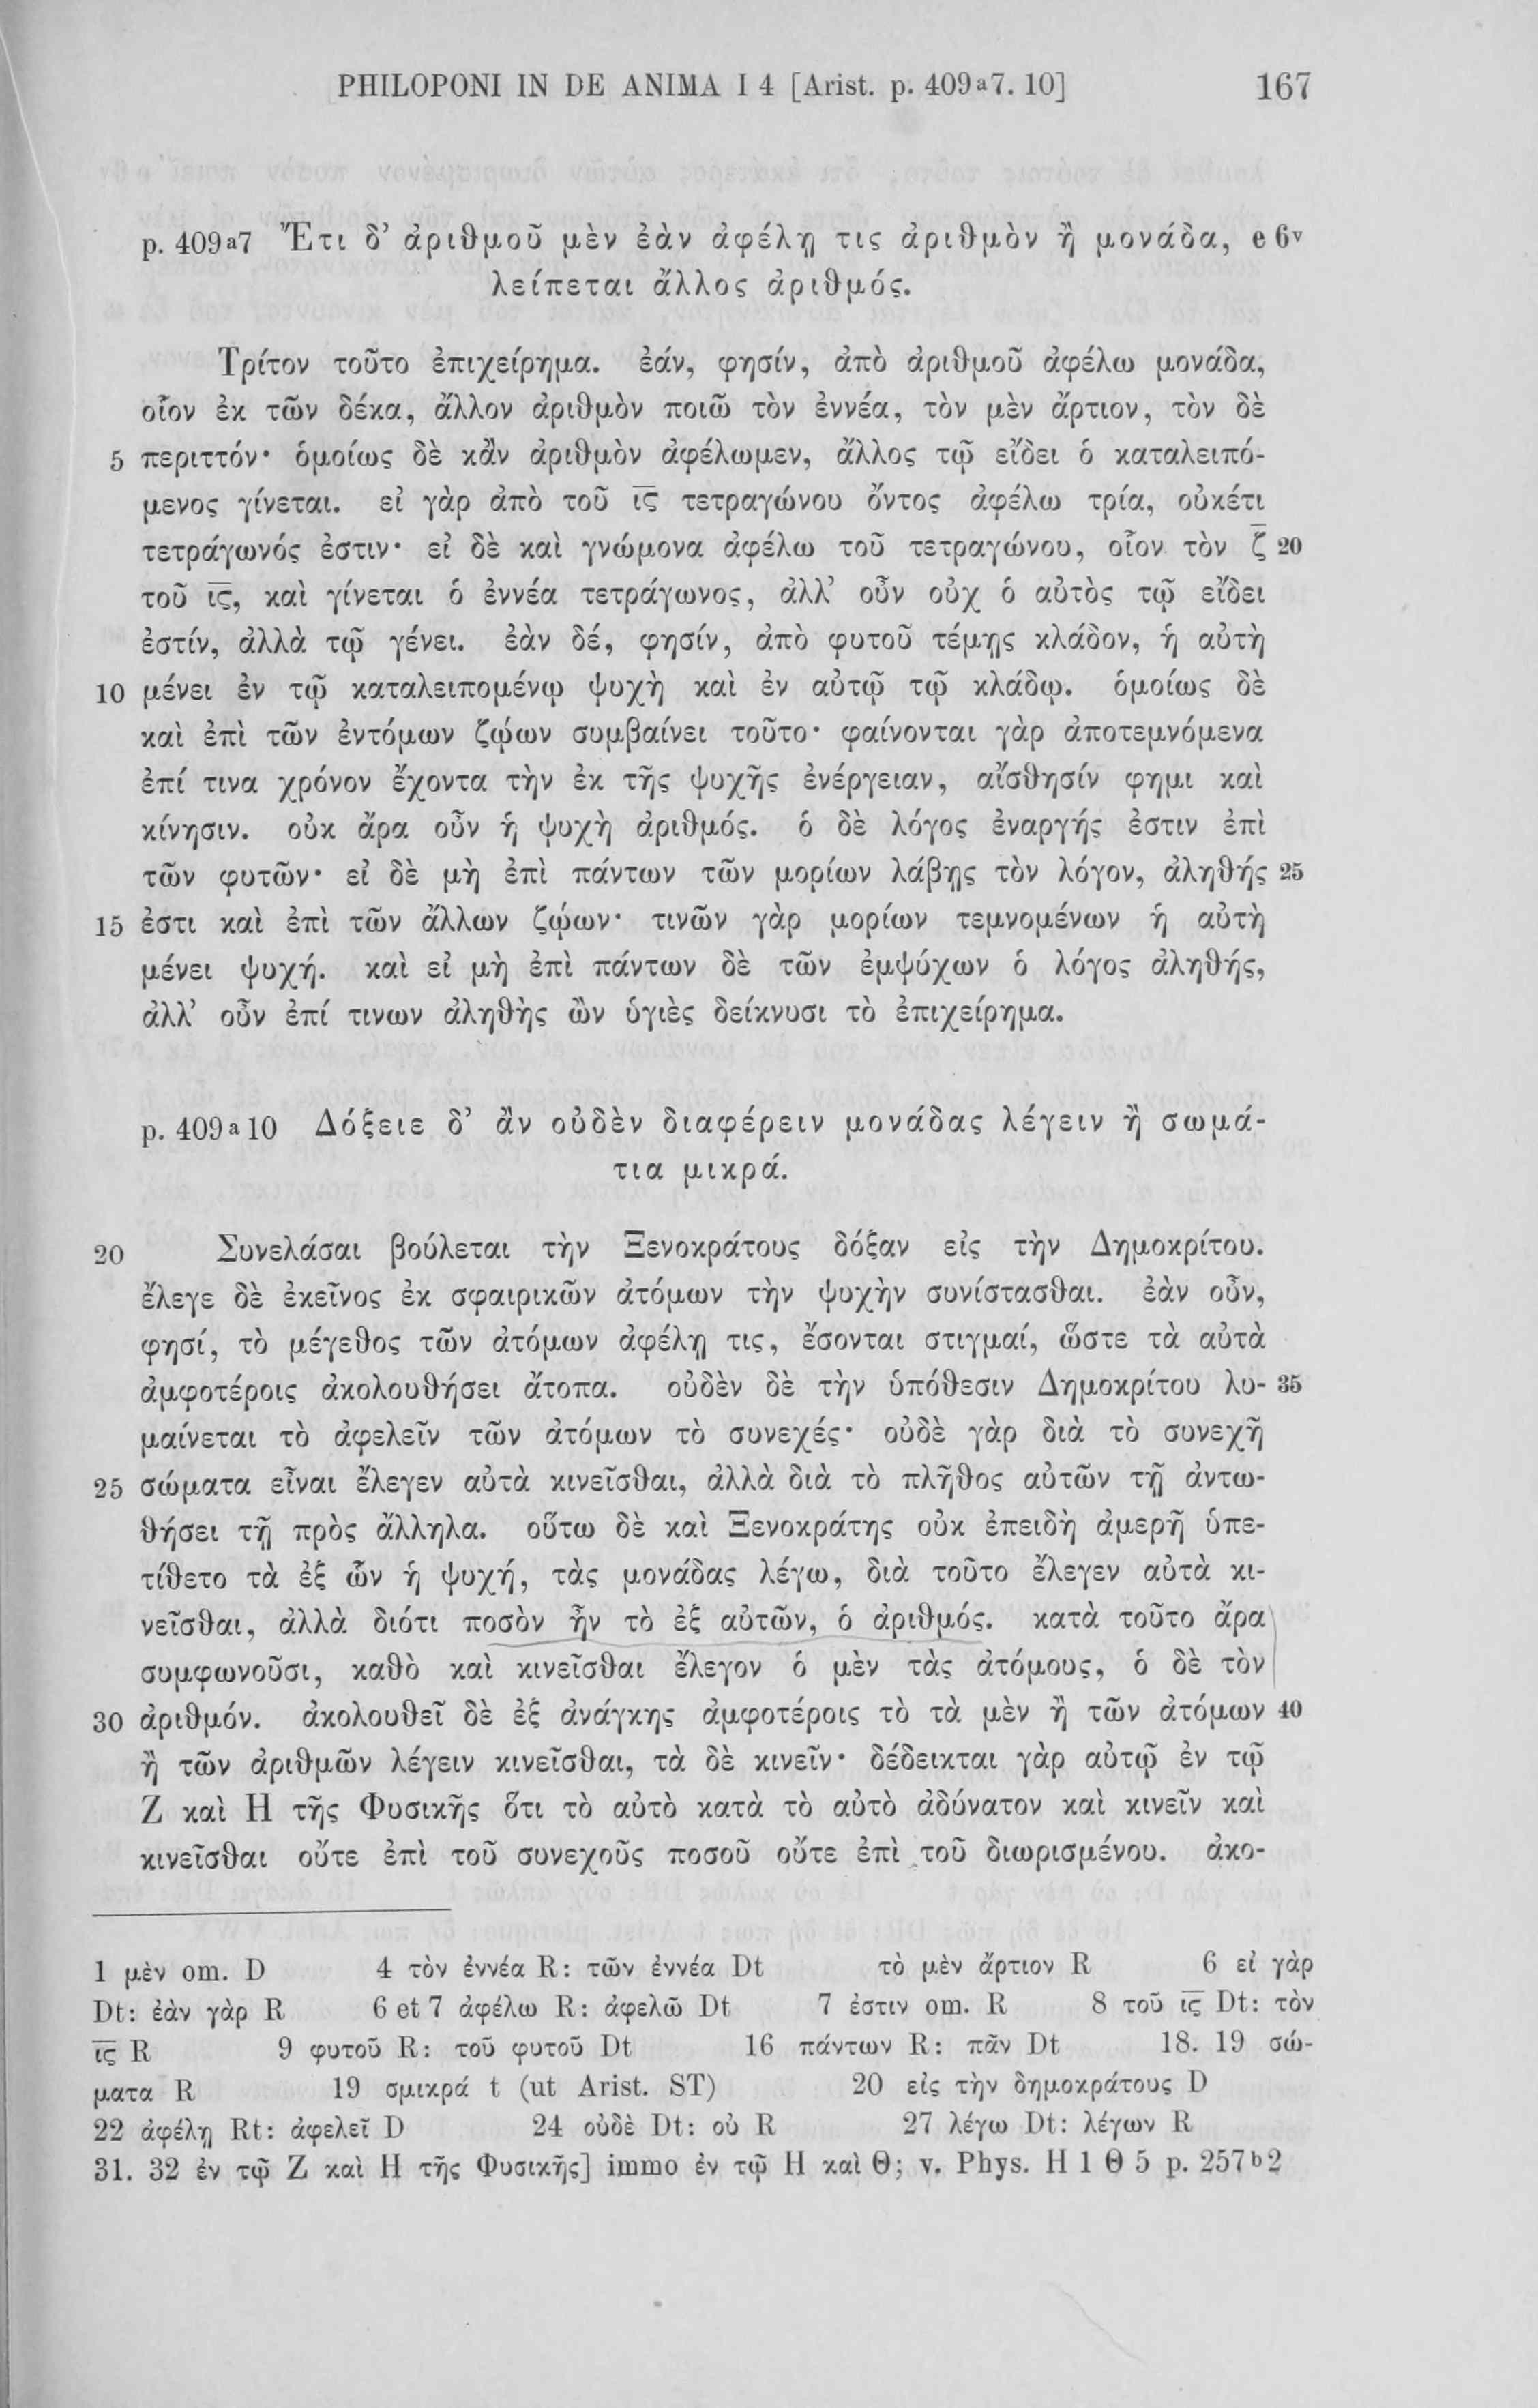 PHILOPONI IN DE ANIMA I 4 [Arist. p. 409ᵃ7. 10] 167
p. 409ᵃ7 Ἔτι δ’ ἀριθμοῦ μὲν ἐὰν ἀφέλῃ τις ἀριθμὸν ἢ μονάδα, e 6ᵛ
λείπεται ἄλλος ἀριθμός.
Τρίτον τοῦτο ἐπιχείρημα. ἐάν, φησίν, ἀπὸ ἀριθμοῦ ἀφέλω μονάδα,
οἷον ἐκ τῶν δέκα, ἄλλον ἀριθμὸν ποιῶ τὸν ἐννέα, τὸν μὲν ἄρτιον, τὸν δὲ
5 περιττόν· ὁμοίως δὲ κἂν ἀριθμὸν ἀφέλωμεν, ἄλλος τῷ εἴδει ὁ καταλειπό-
μενος γίνεται. εἰ γὰρ ἀπὸ τοῦ ι̅ς̅ τετραγώνου ὄντος ἀφέλω τρία, οὐκέτι
τετράγωνός ἐστιν· εἰ δὲ καὶ γνώμονα ἀφέλω τοῦ τετραγώνου, οἷον τὸν ζ̅ 20
τοῦ ι̅ς̅, καὶ γίνεται ὁ ἐννέα τετράγωνος, ἀλλ’ οὖν οὐχ ὁ αὐτὸς τῷ εἴδει
ἐστίν, ἀλλὰ τῷ γένει. ἐὰν δέ, φησίν, ἀπὸ φυτοῦ τέμῃς κλάδον, ἡ αὐτὴ
10 μένει ἐν τῷ καταλειπομένῳ ψυχὴ καὶ ἐν αὐτῷ τῷ κλάδῳ. ὁμοίως δὲ
καὶ ἐπὶ τῶν ἐντόμων ζῴων συμβαίνει τοῦτο· φαίνονται γὰρ ἀποτεμνόμενα
ἐπί τινα χρόνον ἔχοντα τὴν ἐκ τῆς ψυχῆς ἐνέργειαν, αἴσθησίν φημι καὶ
κίνησιν. οὐκ ἄρα οὖν ἡ ψυχὴ ἀριθμός. ὁ δὲ λόγος ἐναργής ἐστιν ἐπὶ
τῶν φυτῶν· εἰ δὲ μὴ ἐπὶ πάντων τῶν μορίων λάβῃς τὸν λόγον, ἀληθής 25
15 ἐστι καὶ ἐπὶ τῶν ἄλλων ζῴων· τινῶν γὰρ μορίων τεμνομένων ἡ αὐτὴ
μένει ψυχή. καὶ εἰ μὴ ἐπὶ πάντων δὲ τῶν ἐμψύχων ὁ λόγος ἀληθής,
ἀλλ’ οὖν ἐπί τινων ἀληθὴς ὢν ὑγιὲς δείκνυσι τὸ ἐπιχείρημα.
p. 409ᵃ10 Δόξειε δ’ ἂν οὐδὲν διαφέρειν μονάδας λέγειν ἢ σωμά-
τια μικρά.
20 Συνελάσαι βούλεται τὴν Ξενοκράτους δόξαν εἰς τὴν Δημοκρίτου.
ἔλεγε δὲ ἐκεῖνος ἐκ σφαιρικῶν ἀτόμων τὴν ψυχὴν συνίστασθαι. ἐὰν οὖν,
φησί, τὸ μέγεθος τῶν ἀτόμων ἀφέλῃ τις, ἔσονται στιγμαί, ὥστε τὰ αὐτὰ
ἀμφοτέροις ἀκολουθήσει ἄτοπα. οὐδὲν δὲ τὴν ὑπόθεσιν Δημοκρίτου λυ- 35
μαίνεται τὸ ἀφελεῖν τῶν ἀτόμων τὸ συνεχές· οὐδὲ γὰρ διὰ τὸ συνεχῆ
25 σώματα εἶναι ἔλεγεν αὐτὰ κινεῖσθαι, ἀλλὰ διὰ τὸ πλῆθος αὐτῶν τῇ ἀντω-
θήσει τῇ πρὸς ἄλληλα. οὕτω δὲ καὶ Ξενοκράτης οὐκ ἐπειδὴ ἀμερῆ ὑπε-
τίθετο τὰ ἐξ ὧν ἡ ψυχή, τὰς μονάδας λέγω, διὰ τοῦτο ἔλεγεν αὐτὰ κι-
νεῖσθαι, ἀλλὰ διότι ποσὸν ἦν τὸ ἐξ αὐτῶν, ὁ ἀριθμός. κατὰ τοῦτο ἄρα
συμφωνοῦσι, καθὸ καὶ κινεῖσθαι ἔλεγον ὁ μὲν τὰς ἀτόμους, ὁ δὲ τὸν
30 ἀριθμόν. ἀκολουθεῖ δὲ ἐξ ἀνάγκης ἀμφοτέροις τὸ τὰ μὲν ἢ τῶν ἀτόμων 40
ἢ τῶν ἀριθμῶν λέγειν κινεῖσθαι, τὰ δὲ κινεῖν· δέδεικται γὰρ αὐτῷ ἐν τῷ
Ζ καὶ Η τῆς Φυσικῆς ὅτι τὸ αὐτὸ κατὰ τὸ αὐτὸ ἀδύνατον καὶ κινεῖν καὶ
κινεῖσθαι οὔτε ἐπὶ τοῦ συνεχοῦς ποσοῦ οὔτε ἐπὶ τοῦ διωρισμένου. ἀκο-
1 μὲν om. D 4 τὸν ἐννέα R: τῶν ἐννέα Dt τὸ μὲν ἄρτιον R 6 εἰ γὰρ
Dt: ἐὰν γὰρ R 6 et 7 ἀφέλω R: ἀφελῶ Dt 7 ἐστιν om. R 8 τοῦ ι̅ς̅ Dt: τὸν
ι̅ς̅ R 9 φυτοῦ R: τοῦ φυτοῦ Dt 16 πάντων R: πᾶν Dt 18. 19 σώ-
ματα R 19 σμικρά t (ut Arist. ST) 20 εἰς τὴν δημοκράτους D
22 ἀφέλῃ Rt: ἀφελεῖ D 24 οὐδὲ Dt: οὐ R 27 λέγω Dt: λέγων R
31. 32 ἐν τῷ Ζ καὶ Η τῆς Φυσικῆς] immo ἐν τῷ Η καὶ Θ; v. Phys. Η 1 Θ 5 p. 257ᵇ2